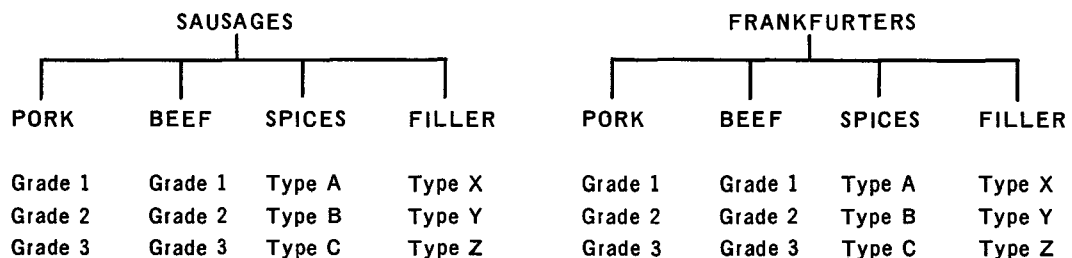 SAUSAGES FRANKFURTERS
PORK BEEF SPICES FILLER PORK BEEF SPICES FILLER
Grade 1 Grade 1 Type A Type X Grade 1 Grade 1 Type A Type X
Grade 2 Grade 2 Type B Type Y Grade 2 Grade 2 Type B Type Y
Grade 3 Grade 3 Type C Type Z Grade 3 Grade 3 Type C Type Z